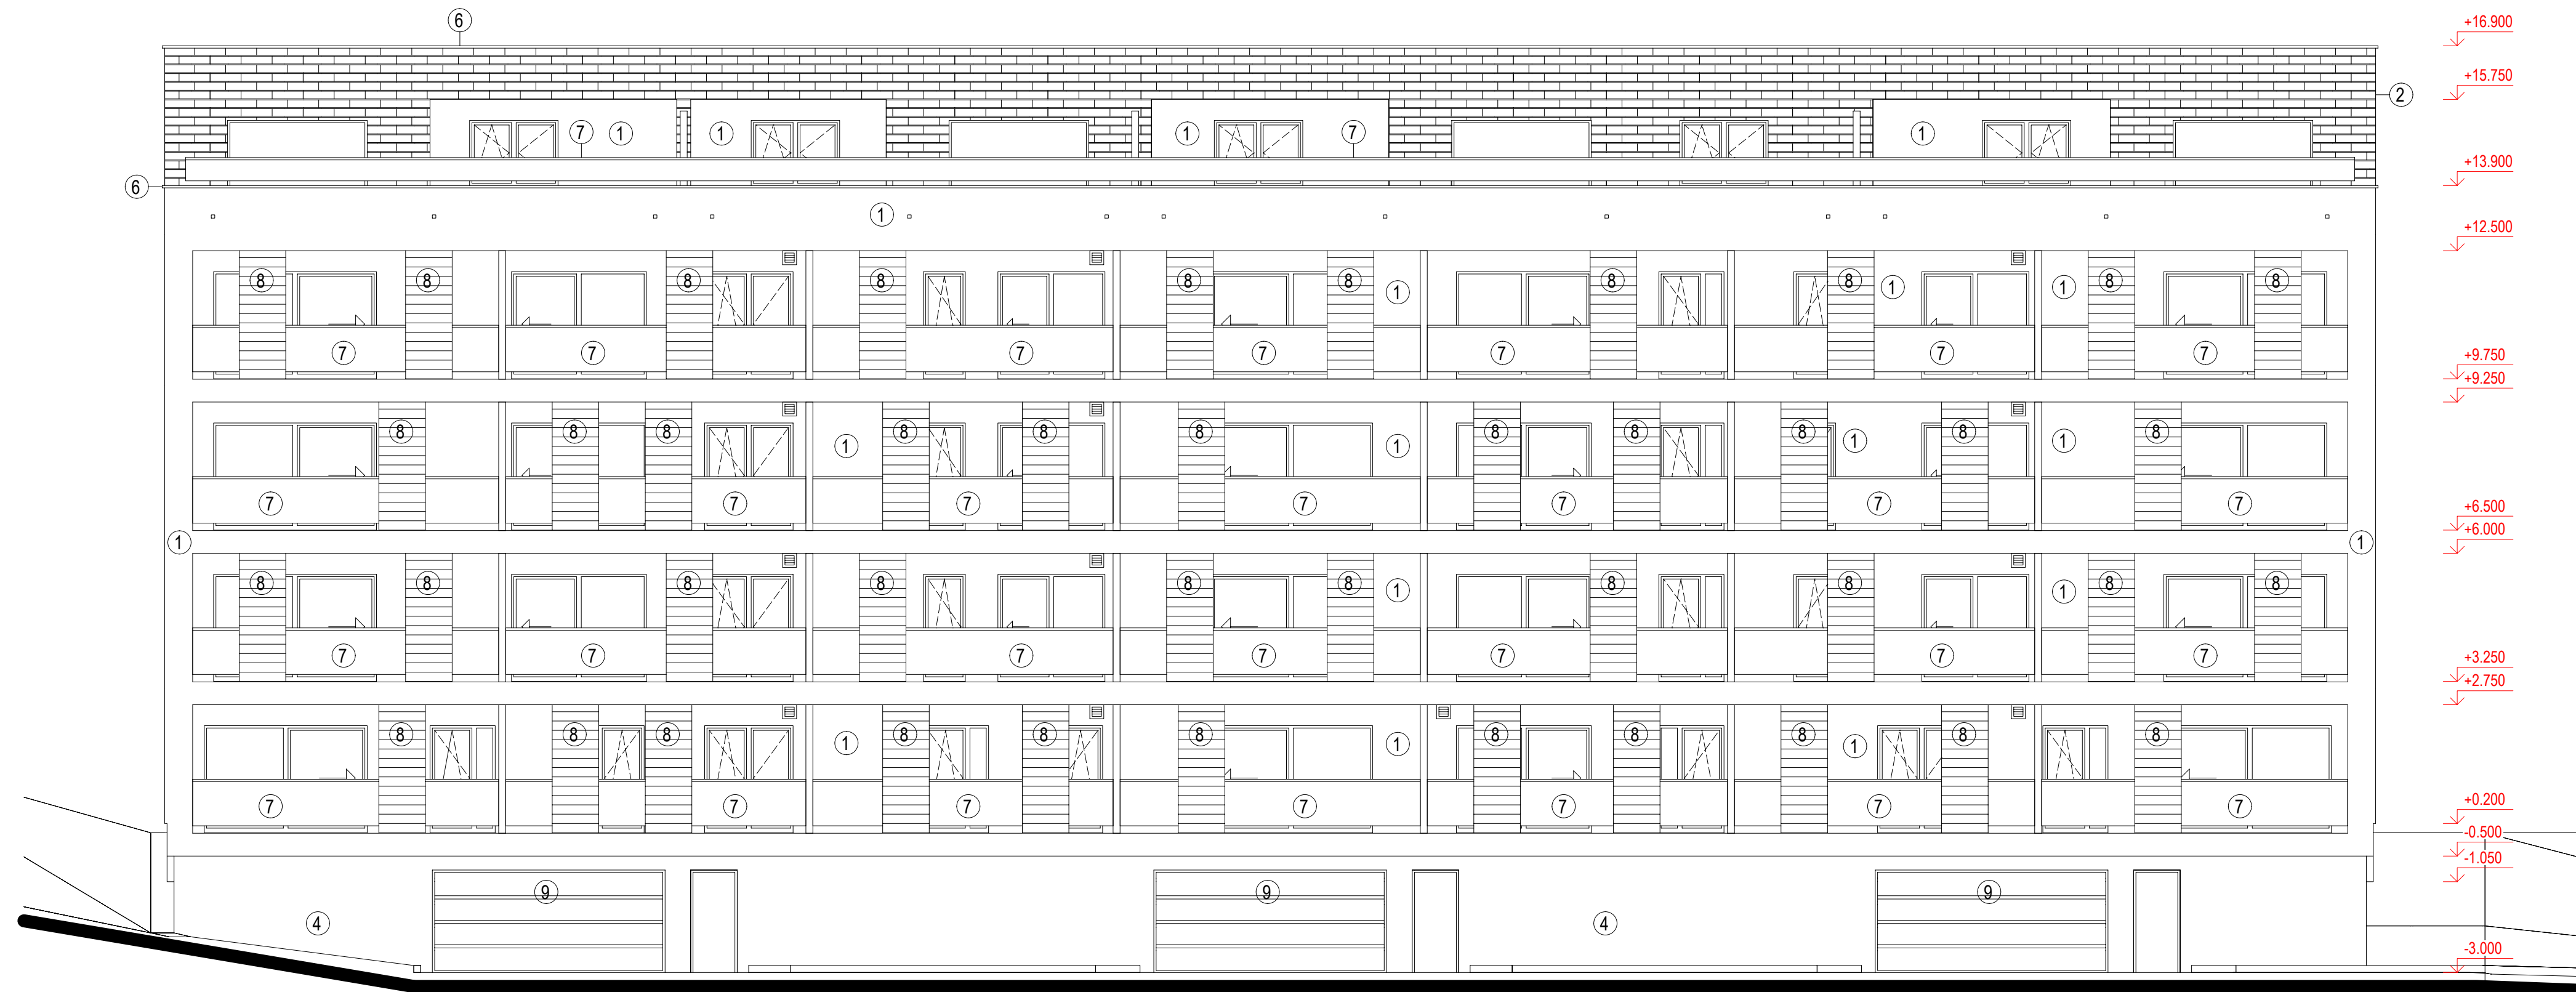 6
+16.900
+15.750
2
7 1 1 1 7 1
+13.900
6
1
+12.500
8 8 8 8 8 8 1 8 8 1 1 8 8
7 7 7 7 7 7 7
+9.750
+9.250
8 8 8 1 8 8 8 1 8 8 8 1 8 1 8
7 7 7 7 7 7 7
+6.500
+6.000
1 1
8 8 8 8 8 8 1 8 8 1 8 8
7 7 7 7 7 7 7
+3.250
+2.750
8 8 8 1 8 8 8 1 8 8 8 1 8 8
7 7 7 7 7 7 7
+0.200
-0.500
-1.050
9 9 9
4 4
-3.000